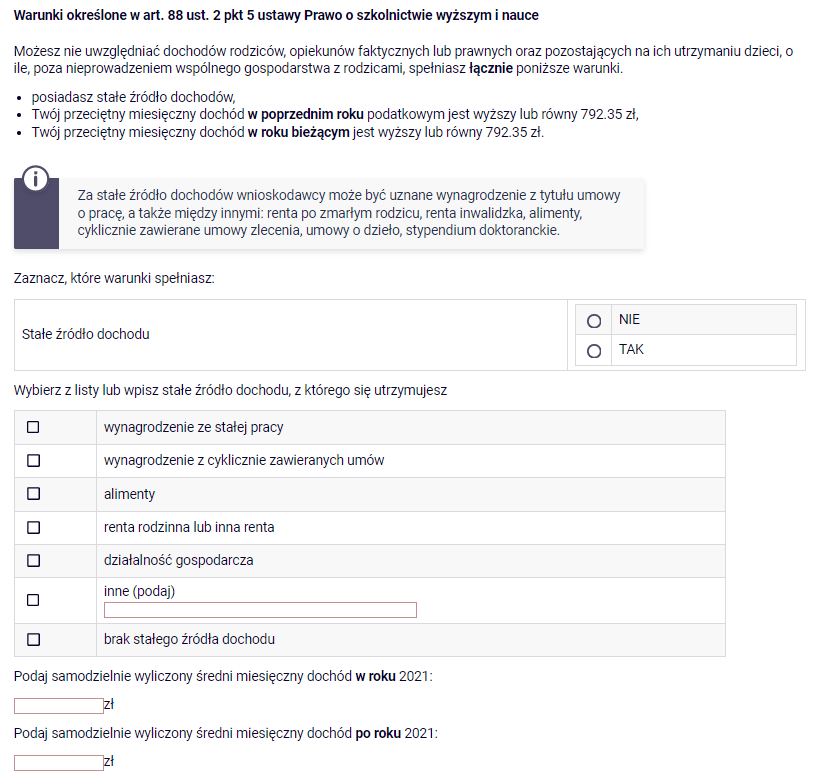 Warunki określone w art. 88 ust. 2 pkt 5 ustawy Prawo o szkolnictwie wyższym i nauce
Możesz nie uwzględniać dochodów rodziców, opiekunów faktycznych lub prawnych oraz pozostających na ich utrzymaniu dzieci, o
ile, poza nieprowadzeniem wspólnego gospodarstwa z rodzicami, spełniasz łącznie poniższe warunki.
• posiadasz stałe źródło dochodów,
• Twój przeciętny miesięczny dochód w poprzednim roku podatkowym jest wyższy lub równy 792.35 zł,
• Twój przeciętny miesięczny dochód w roku bieżącym jest wyższy lub równy 792.35 zł.
i
Za stałe źródło dochodów wnioskodawcy może być uznane wynagrodzenie z tytułu umowy
o pracę, a także między innymi: renta po zmarłym rodzicu, renta inwalidzka, alimenty,
cyklicznie zawierane umowy zlecenia, umowy o dzieło, stypendium doktoranckie.
Zaznacz, które warunki spełniasz:
Stałe źródło dochodu
NIE
TAK
Wybierz z listy lub wpisz stałe źródło dochodu, z którego się utrzymujesz
wynagrodzenie ze stałej pracy
wynagrodzenie z cyklicznie zawieranych umów
alimenty
renta rodzinna lub inna renta
działalność gospodarcza
inne (podaj)
brak stałego źródła dochodu
Podaj samodzielnie wyliczony średni miesięczny dochód w roku 2021:
zł
Podaj samodzielnie wyliczony średni miesięczny dochód po roku 2021:
zł